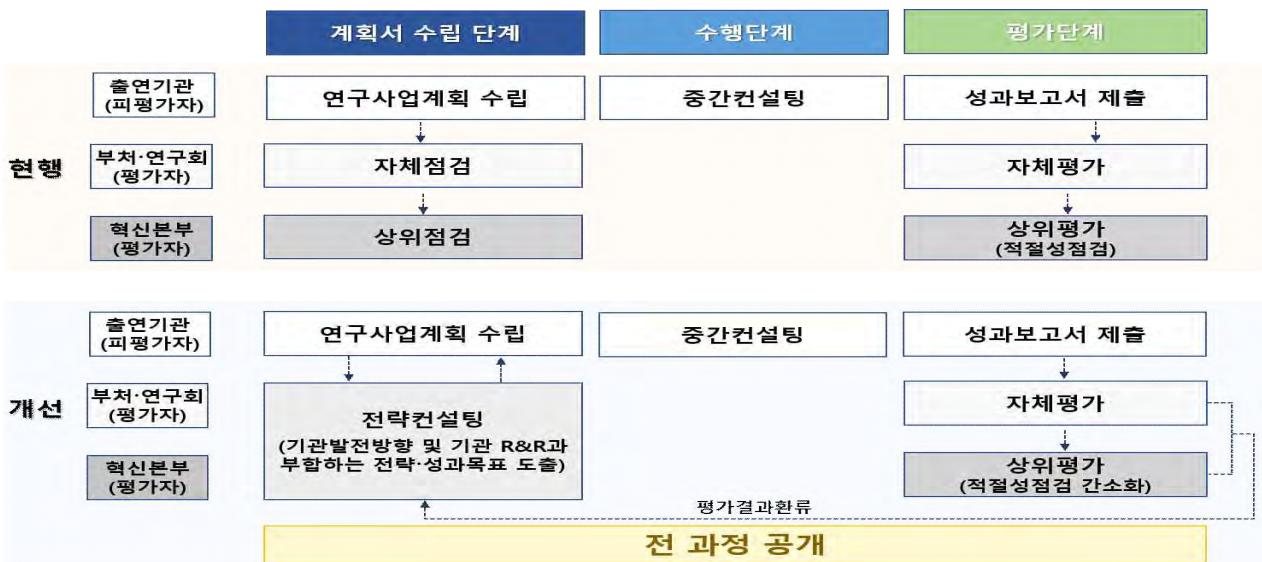 계획서 수립 단계
수행단계
평가단계
현행
출연기관
(피평가자)
연구사업계획 수립
중간컨설팅
성과보고서 제출
부처·연구회
(평가자)
자체점검
자체평가
혁신본부
(평가자)
상위점검
상위평가
(적절성점검)
개선
출연기관
(피평가자)
연구사업계획 수립
중간컨설팅
성과보고서 제출
부처·연구회
(평가자)
전략컨설팅
(기관발전방향 및 기관 R&R과
부합하는 전략·성과목표 도출)
자체평가
혁신본부
(평가자)
상위평가
(적절성점검 간소화)
평가결과환류
전 과정 공개